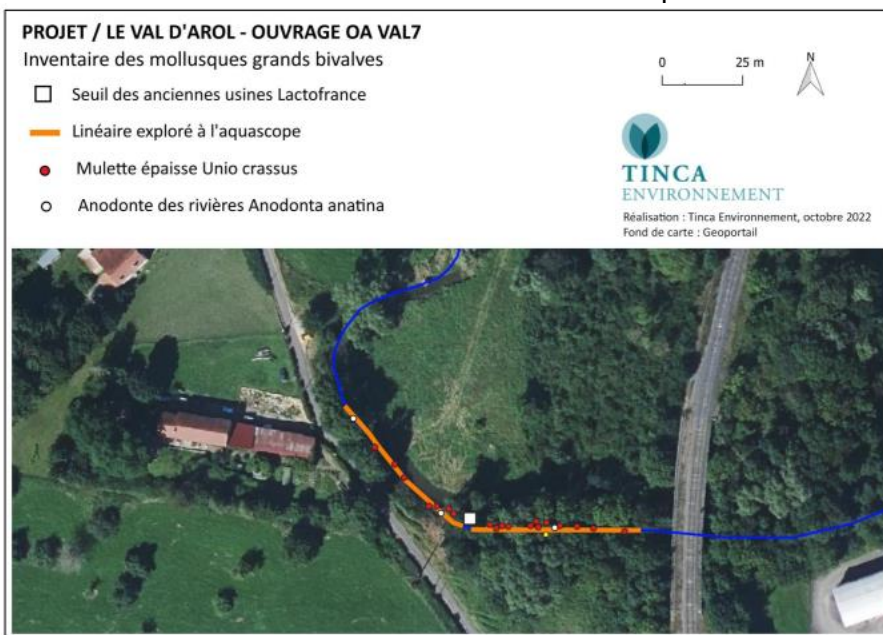 PROJET / LE VAL D'AROL - OUVRAGE OA VAL7
Inventaire des mollusques grands bivalves
Seuil des anciennes usines Lactofrance
Linéaire exploré à l'aquascope
Mulette épaisse Unio crassus
Anodonte des rivières Anodonta anatina
0 25 m
N
TINCA
ENVIRONNEMENT
Réalisation : Tinca Environnement, octobre 2022
Fond de carte : Geoportail